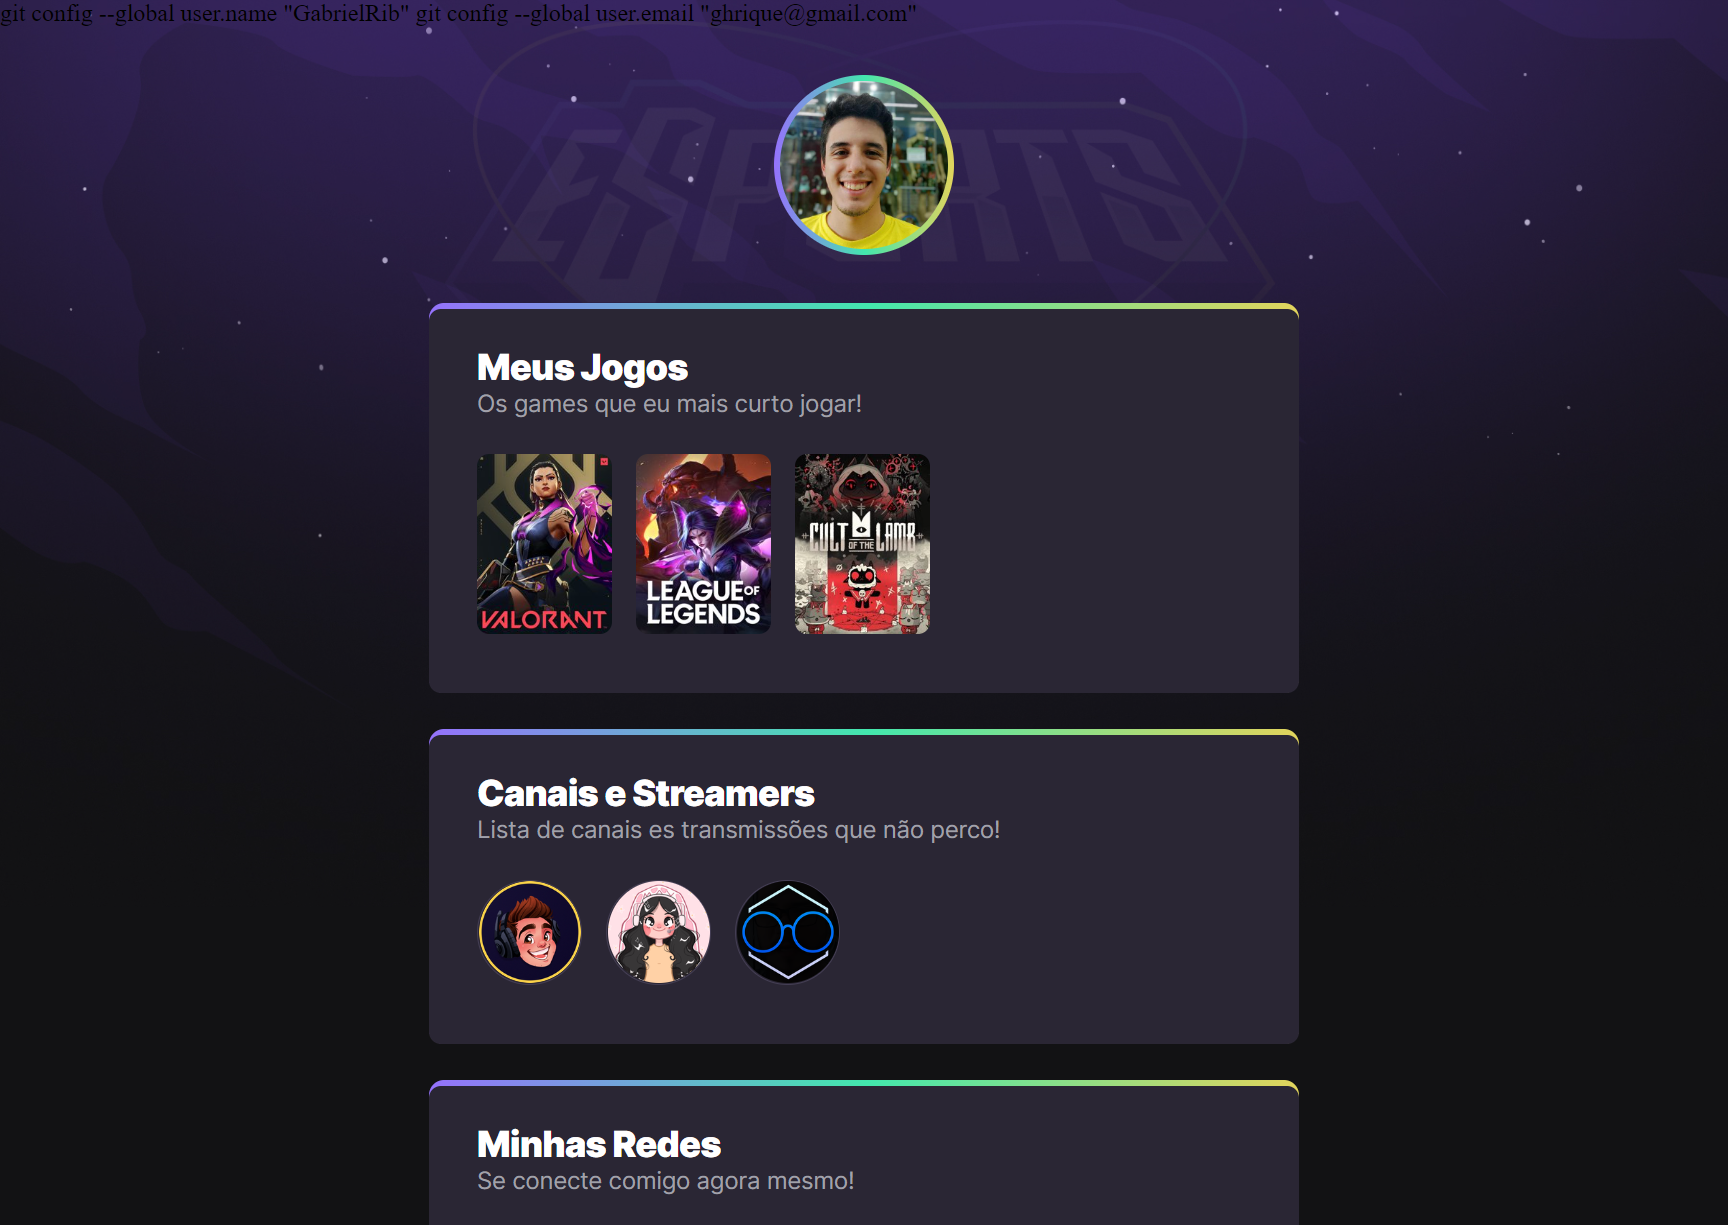 git config --global user.name "GabrielRib" git config --global user.email "ghrique@gmail.com"
ESPORTS
Meus Jogos
Os games que eu mais curto jogar!
VALORANT
LEAGUE OF
LEGENDS
CULT OF THE LAMB
Canais e Streamers
Lista de canais es transmissões que não perco!
Minhas Redes
Se conecte comigo agora mesmo!